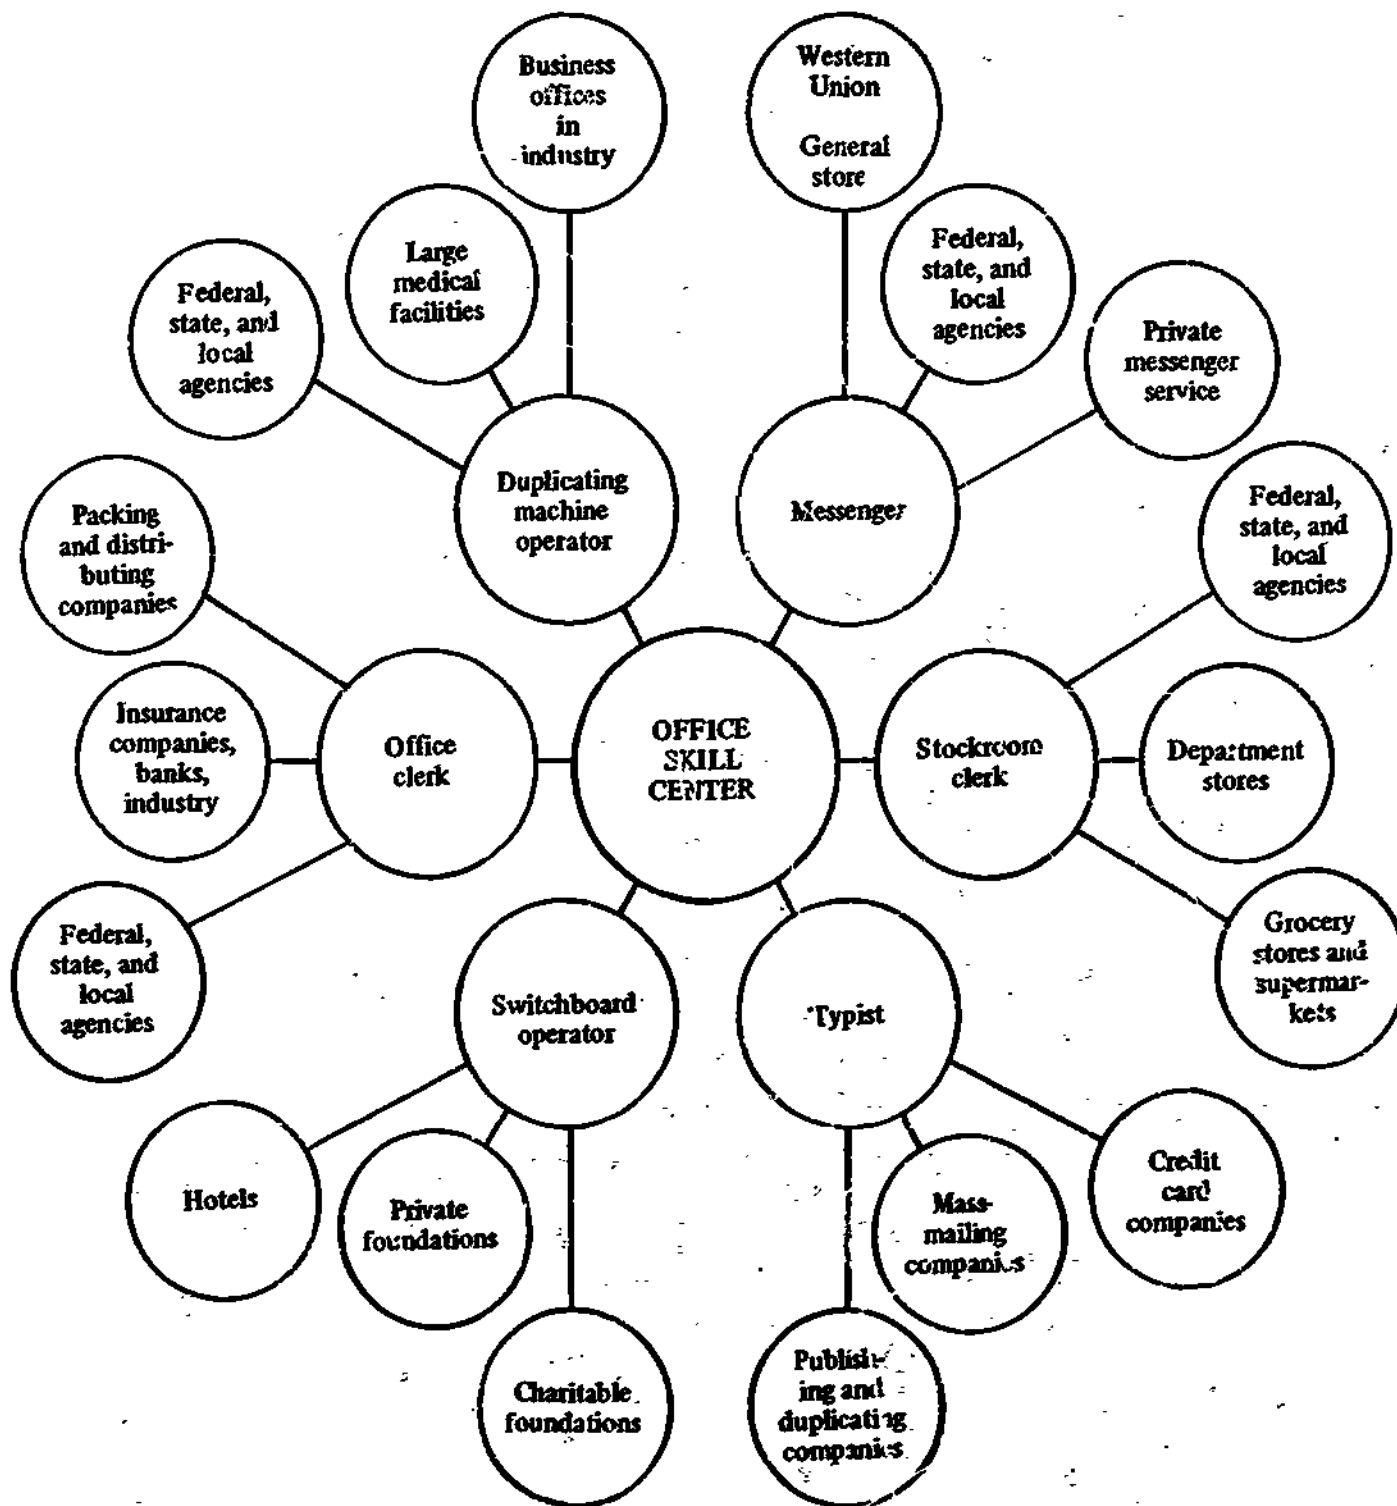 Business
offices
in
industry
Western
Union
General
store
Large
medical
facilities
Federal,
state, and
local
agencies
Federal,
state, and
local
agencies
Private
messenger
service
Duplicating
machine
operator
Messenger
Federal,
state, and
local
agencies
Packing
and distri-
buting
companies
Insurance
companies,
banks,
industry
Office
clerk
OFFICE
SKILL
CENTER
Stockroom
clerk
Department
stores
Federal,
state, and
local
agencies
Grocery
stores and
supermar-
kets
Switchboard
operator
Typist
Hotels
Private
foundations
Charitable
foundations
Publish-
ing and
duplicating
companies
Mass-
mailing
companies
Credit
card
companies